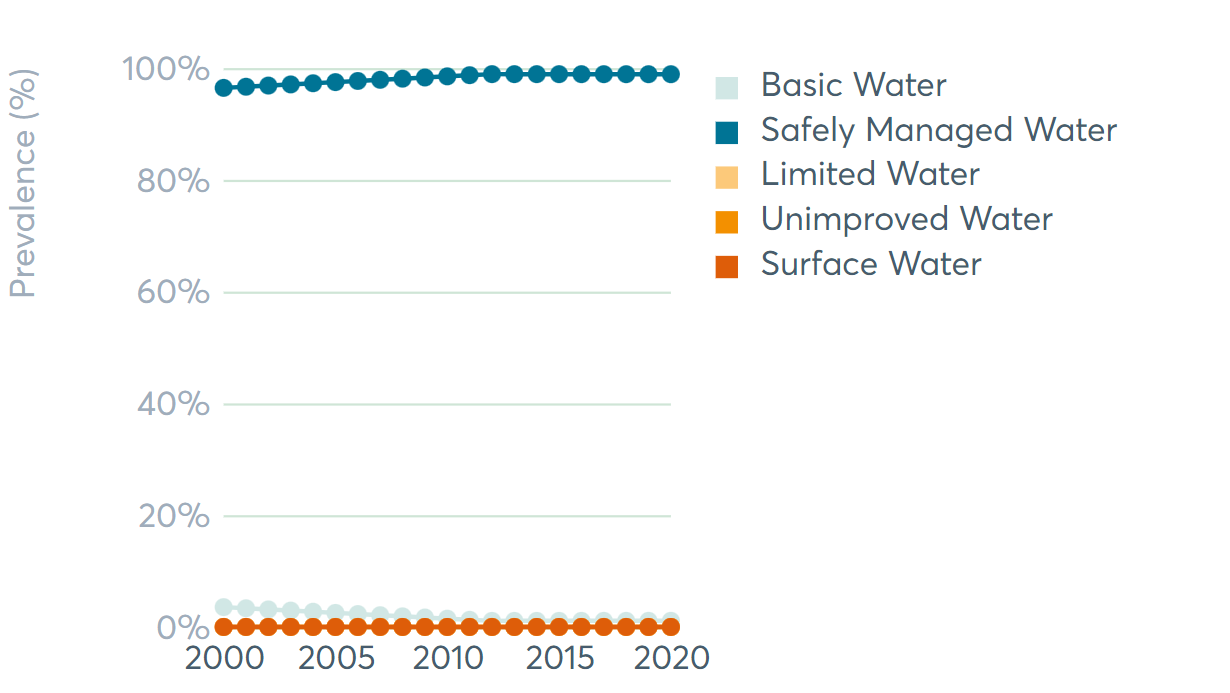 Prevalence (%)
100%
80%
60%
40%
20%
0%
2000 2005 2010 2015 2020
Basic Water
Safely Managed Water
Limited Water
Unimproved Water
Surface Water